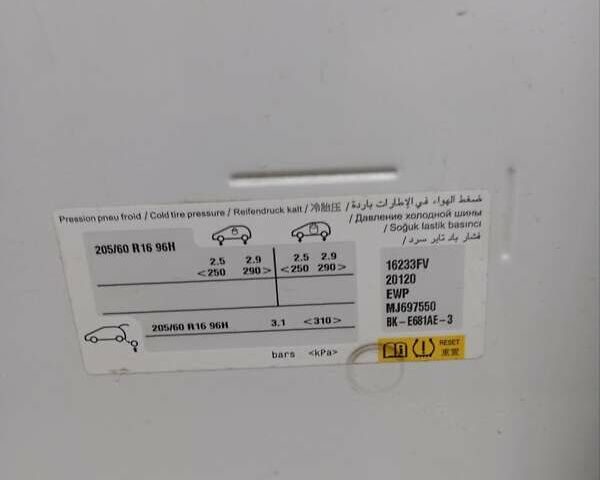 Pression pneu froid / Cold tire pressure / Reifendruck kalt / 冷胎压 / ضغط الهواء في الإطارات باردة
/ Давление холодной шины
/ Soğuk lastik basıncı
/ فشار باد تایر سرد
205/60 R16 96H
2.5 2.9 2.5 2.9
<250 290> <250 290>
205/60 R16 96H 3.1 <310>
bars <kPa>
16233FV
20120
EWP
MJ697550
BK-E681AE-3
RESET
重置